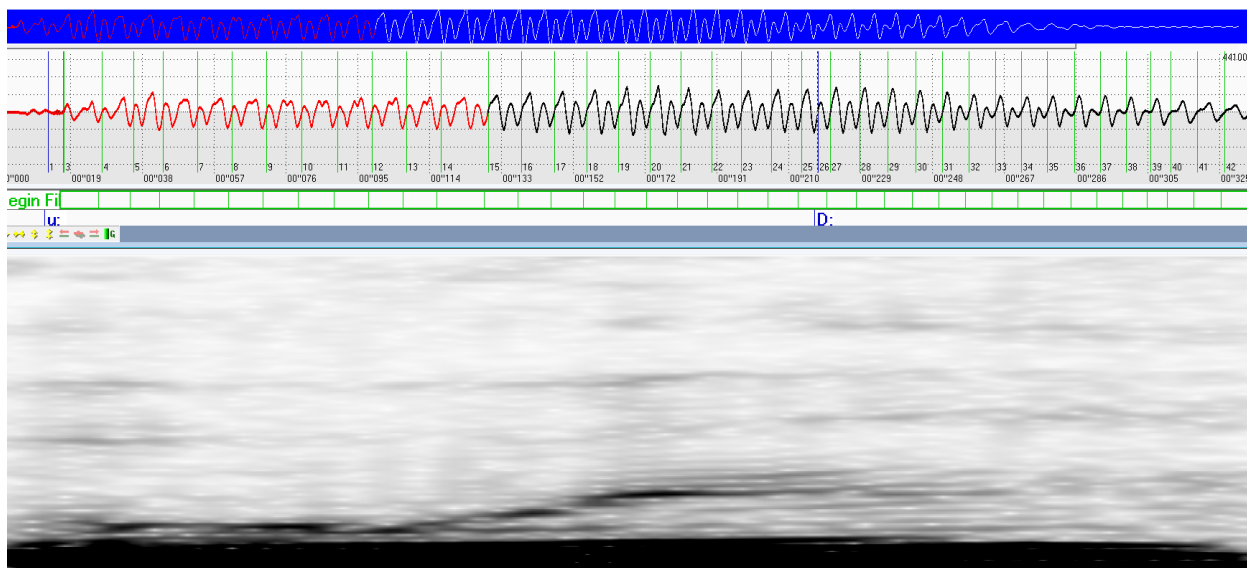 44100
1 3 4 5 6 7 8 9 10 11 12 13 14 15 16 17 18 19 20 21 22 23 24 25 26 27 28 29 30 31 32 33 34 35 36 37 38 39 40 41 42
0"000 00"019 00"038 00"057 00"076 00"095 00"114 00"133 00"152 00"172 00"191 00"210 00"229 00"248 00"267 00"286 00"305 00"325
egin Fi
u: D:
G